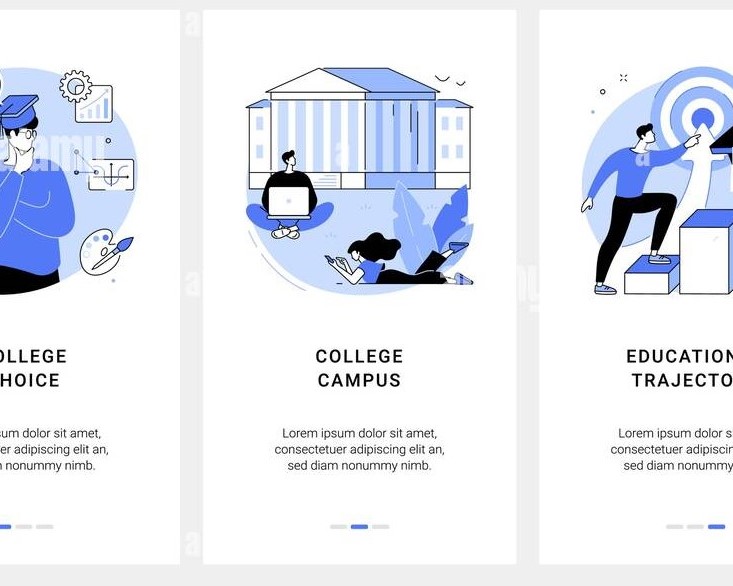 OLLEGE
HOICE
sum dolor sit amet,
er adipiscing elit an,
n nonummy nimb.
COLLEGE
CAMPUS
Lorem ipsum dolor sit amet,
consectetuer adipiscing elit an,
sed diam nonummy nimb.
EDUCATION
TRAJECTO
Lorem ipsum dolor s
consectetuer adipiscing
sed diam nonummy